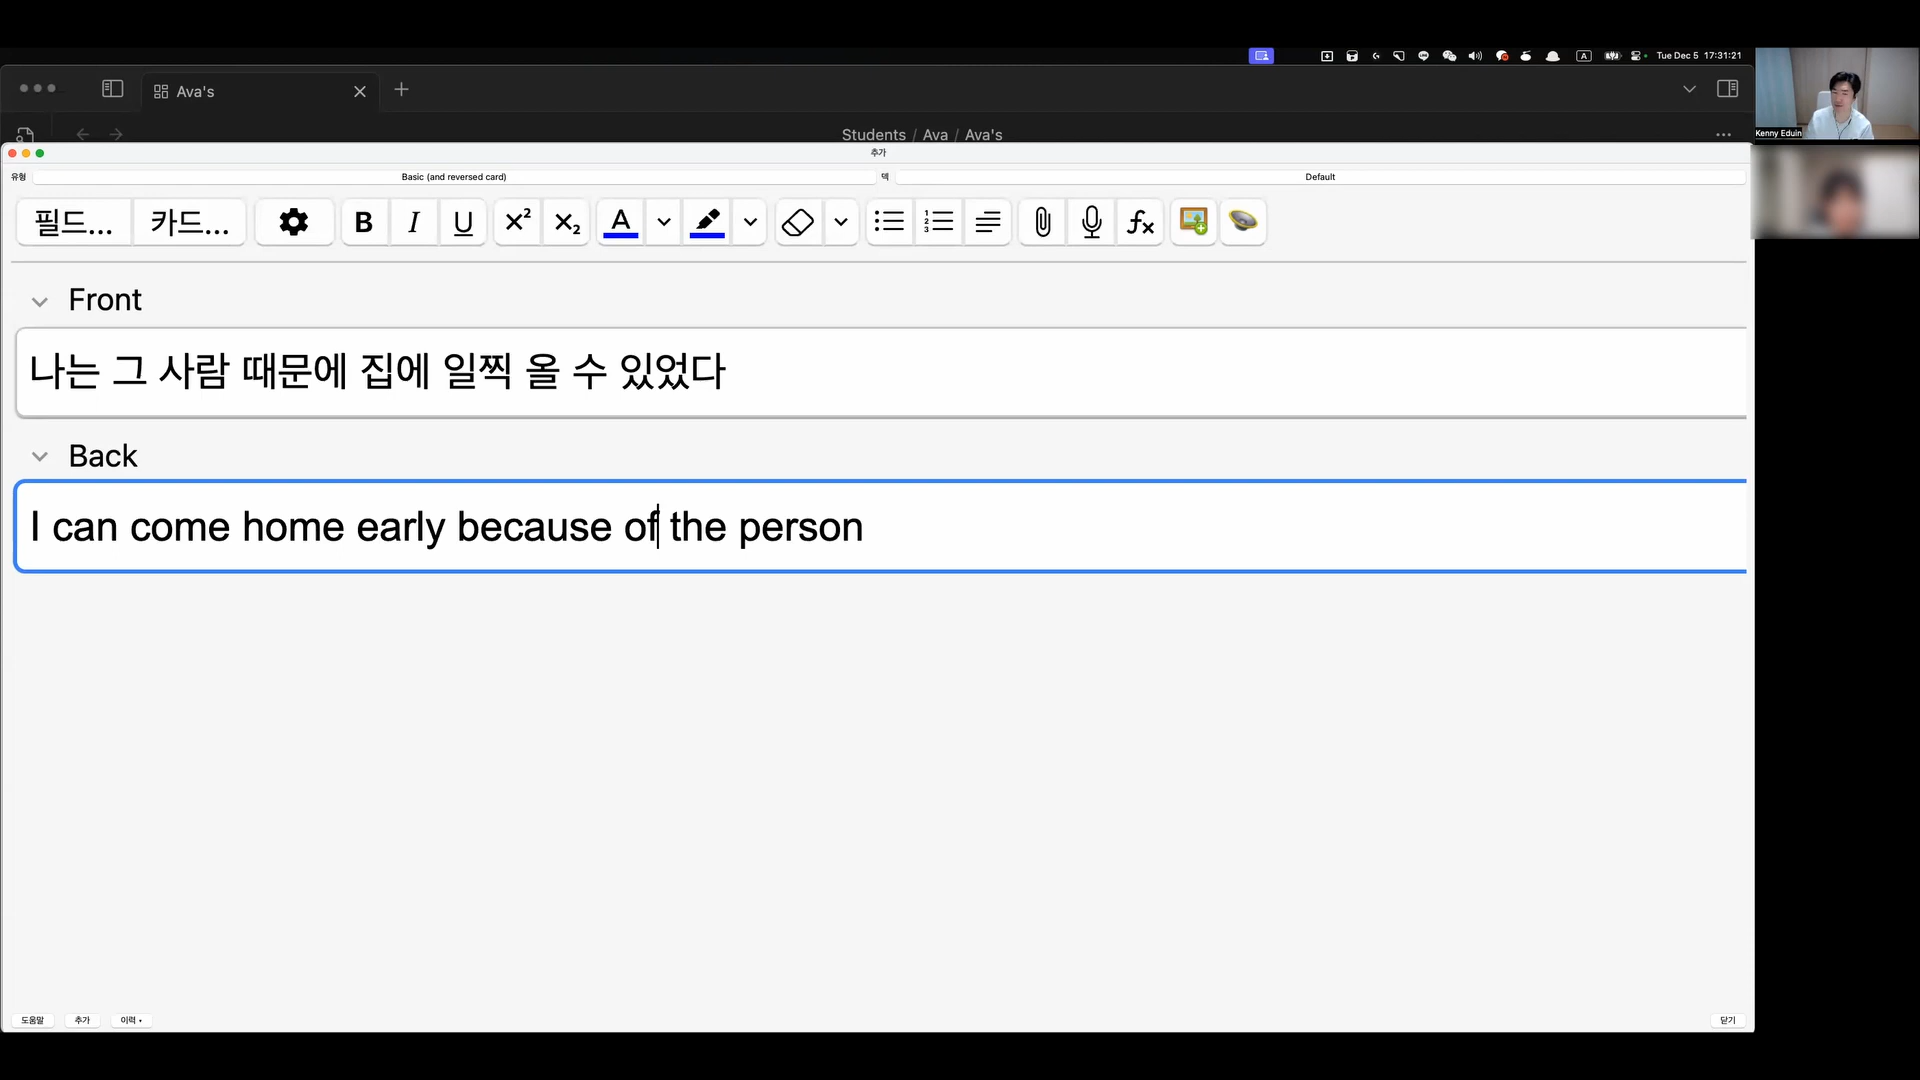 Tue Dec 5 17:31:21
Ava's
Students / Ava / Ava's
Kenny Eduin
추가
유형
Basic (and reversed card)
덱
Default
필드...
카드...
B I U X² X₂ A fx
Front
나는 그 사람 때문에 집에 일찍 올 수 있었다
Back
I can come home early because of the person
도움말
추가
이력
닫기